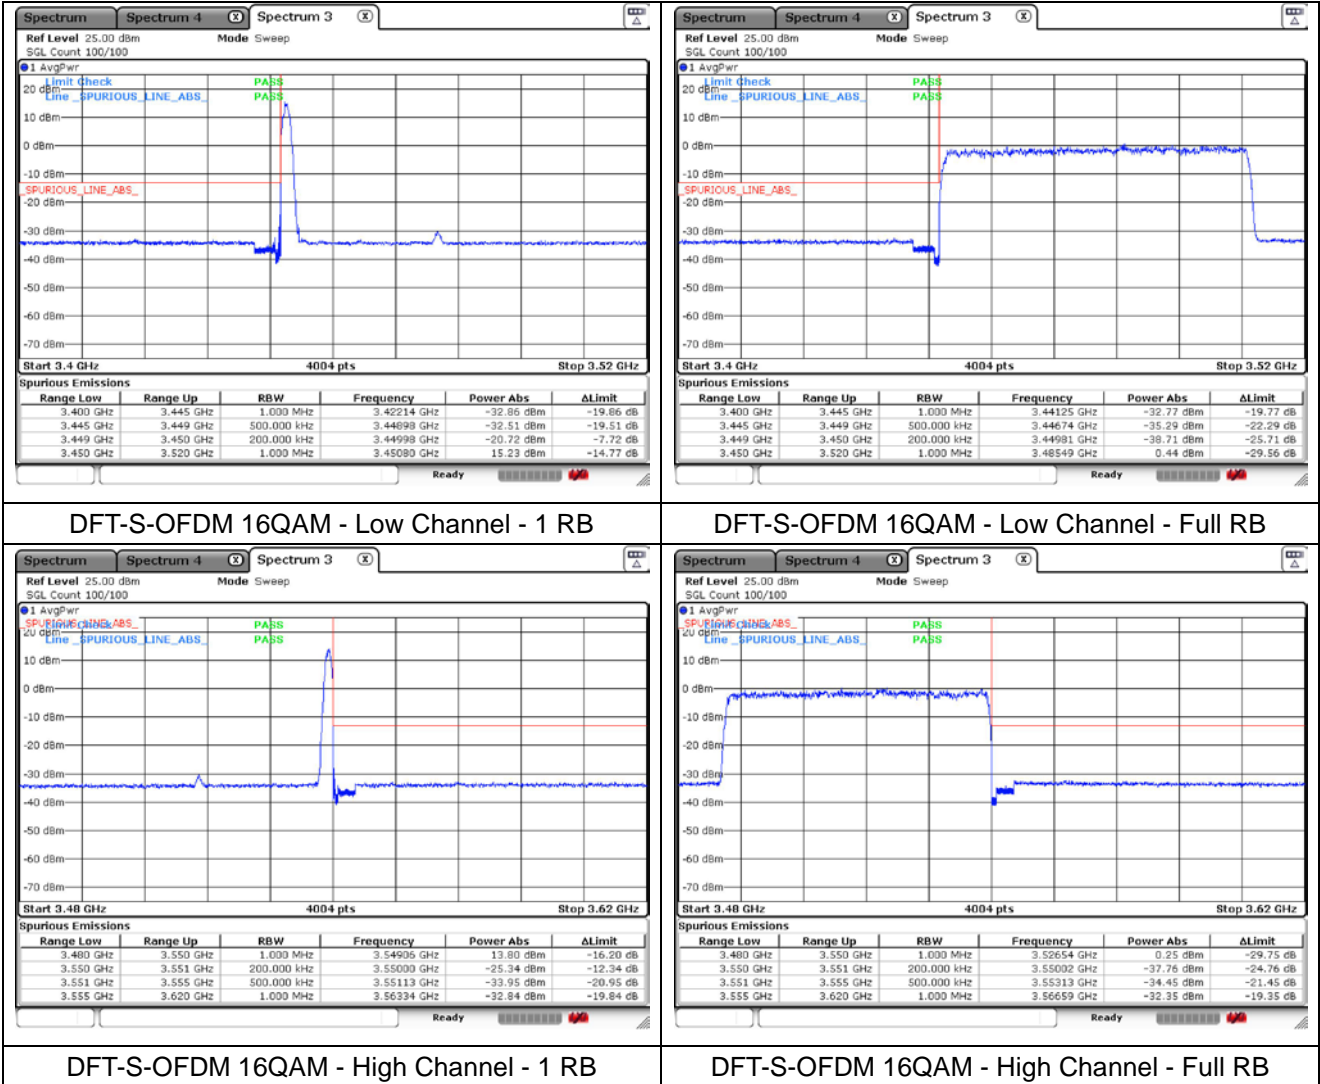 Spectrum Spectrum 4 X Spectrum 3 X
Ref Level 25.00 dBm Mode Sweep
SGL Count 100/100
1 AvgPwr
Limit Check PASS
20 dBm
Line _SPURIOUS_LINE_ABS_ PASS
10 dBm
0 dBm
-10 dBm
_SPURIOUS_LINE_ABS_
-20 dBm
-30 dBm
-40 dBm
-50 dBm
-60 dBm
-70 dBm
Start 3.4 GHz 4004 pts Stop 3.52 GHz
Spurious Emissions
Range Low Range Up RBW Frequency Power Abs ΔLimit
3.400 GHz 3.445 GHz 1.000 MHz 3.42214 GHz -32.86 dBm -19.86 dB
3.445 GHz 3.449 GHz 500.000 kHz 3.44898 GHz -32.51 dBm -19.51 dB
3.449 GHz 3.450 GHz 200.000 kHz 3.44998 GHz -20.72 dBm -7.72 dB
3.450 GHz 3.520 GHz 1.000 MHz 3.45080 GHz 15.23 dBm -14.77 dB
Ready
DFT-S-OFDM 16QAM - Low Channel - 1 RB
Spectrum Spectrum 4 X Spectrum 3 X
Ref Level 25.00 dBm Mode Sweep
SGL Count 100/100
1 AvgPwr
Limit Check PASS
20 dBm
Line _SPURIOUS_LINE_ABS_ PASS
10 dBm
0 dBm
-10 dBm
_SPURIOUS_LINE_ABS_
-20 dBm
-30 dBm
-40 dBm
-50 dBm
-60 dBm
-70 dBm
Start 3.4 GHz 4004 pts Stop 3.52 GHz
Spurious Emissions
Range Low Range Up RBW Frequency Power Abs ΔLimit
3.400 GHz 3.445 GHz 1.000 MHz 3.44125 GHz -32.77 dBm -19.77 dB
3.445 GHz 3.449 GHz 500.000 kHz 3.44674 GHz -35.29 dBm -22.29 dB
3.449 GHz 3.450 GHz 200.000 kHz 3.44981 GHz -38.71 dBm -25.71 dB
3.450 GHz 3.520 GHz 1.000 MHz 3.48549 GHz 0.44 dBm -29.56 dB
Ready
DFT-S-OFDM 16QAM - Low Channel - Full RB
Spectrum Spectrum 4 X Spectrum 3 X
Ref Level 25.00 dBm Mode Sweep
SGL Count 100/100
1 AvgPwr
_SPURIOUS_LINE_ABS_
Limit Check PASS
20 dBm
Line _SPURIOUS_LINE_ABS_ PASS
10 dBm
0 dBm
-10 dBm
-20 dBm
-30 dBm
-40 dBm
-50 dBm
-60 dBm
-70 dBm
Start 3.48 GHz 4004 pts Stop 3.62 GHz
Spurious Emissions
Range Low Range Up RBW Frequency Power Abs ΔLimit
3.480 GHz 3.550 GHz 1.000 MHz 3.54906 GHz 13.80 dBm -16.20 dB
3.550 GHz 3.551 GHz 200.000 kHz 3.55000 GHz -25.34 dBm -12.34 dB
3.551 GHz 3.555 GHz 500.000 kHz 3.55113 GHz -33.95 dBm -20.95 dB
3.555 GHz 3.620 GHz 1.000 MHz 3.56334 GHz -32.84 dBm -19.84 dB
Ready
DFT-S-OFDM 16QAM - High Channel - 1 RB
Spectrum Spectrum 4 X Spectrum 3 X
Ref Level 25.00 dBm Mode Sweep
SGL Count 100/100
1 AvgPwr
_SPURIOUS_LINE_ABS_
Limit Check PASS
20 dBm
Line _SPURIOUS_LINE_ABS_ PASS
10 dBm
0 dBm
-10 dBm
-20 dBm
-30 dBm
-40 dBm
-50 dBm
-60 dBm
-70 dBm
Start 3.48 GHz 4004 pts Stop 3.62 GHz
Spurious Emissions
Range Low Range Up RBW Frequency Power Abs ΔLimit
3.480 GHz 3.550 GHz 1.000 MHz 3.52654 GHz 0.25 dBm -29.75 dB
3.550 GHz 3.551 GHz 200.000 kHz 3.55002 GHz -37.76 dBm -24.76 dB
3.551 GHz 3.555 GHz 500.000 kHz 3.55313 GHz -34.45 dBm -21.45 dB
3.555 GHz 3.620 GHz 1.000 MHz 3.56659 GHz -32.35 dBm -19.35 dB
Ready
DFT-S-OFDM 16QAM - High Channel - Full RB